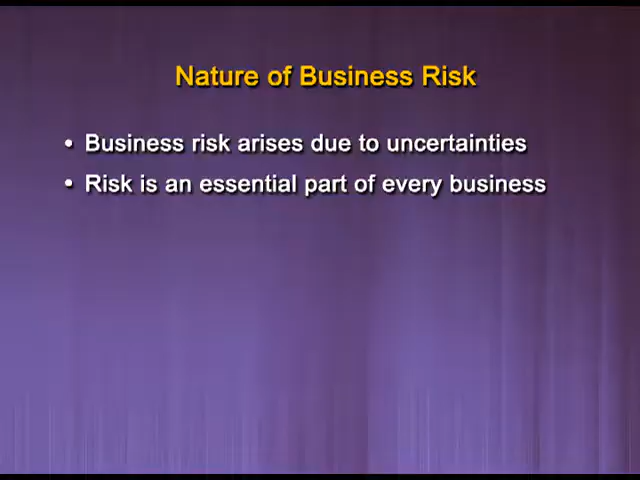 Nature of Business Risk
• Business risk arises due to uncertainties
• Risk is an essential part of every business